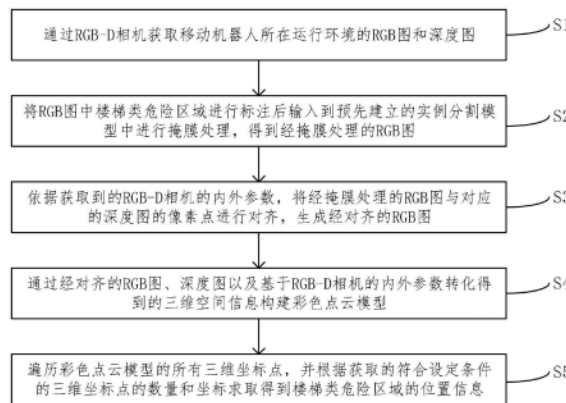 通过RGB-D相机获取移动机器人所在运行环境的RGB图和深度图
S1
将RGB图中楼梯类危险区域进行标注后输入到预先建立的实例分割模
型中进行掩膜处理，得到经掩膜处理的RGB图
S2
依据获取到的RGB-D相机的内外参数，将经掩膜处理的RGB图与对应
的深度图的像素点进行对齐，生成经对齐的RGB图
S3
通过经对齐的RGB图、深度图以及基于RGB-D相机的内外参数转化得
到的三维空间信息构建彩色点云模型
S4
遍历彩色点云模型的所有三维坐标点，并根据获取的符合设定条件
的三维坐标点的数量和坐标求取得到楼梯类危险区域的位置信息
S5